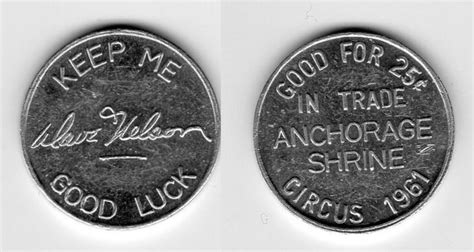 KEEP ME
Dave Nelson
GOOD LUCK
GOOD FOR 25¢
IN TRADE
ANCHORAGE
SHRINE
CIRCUS 1961